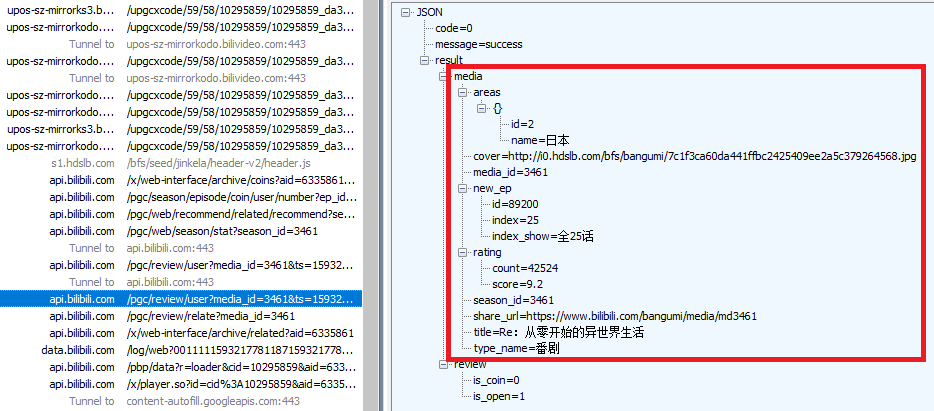 upos-sz-mirrorks3.b... /upgcxcode/59/58/10295859/10295859_da3...
upos-sz-mirrorkodo.... /upgcxcode/59/58/10295859/10295859_da3...
Tunnel to upos-sz-mirrorkodo.bilivideo.com:443
upos-sz-mirrorkodo.... /upgcxcode/59/58/10295859/10295859_da3...
Tunnel to upos-sz-mirrorkodo.bilivideo.com:443
upos-sz-mirrorkodo.... /upgcxcode/59/58/10295859/10295859_da3...
upos-sz-mirrorkodo.... /upgcxcode/59/58/10295859/10295859_da3...
upos-sz-mirrorks3.b... /upgcxcode/59/58/10295859/10295859_da3...
upos-sz-mirrorkodo.... /upgcxcode/59/58/10295859/10295859_da3...
s1.hdslb.com /bfs/seed/jinkela/header-v2/header.js
api.bilibili.com /x/web-interface/archive/coins?aid=6335861...
api.bilibili.com /pgc/season/episode/coin/user/number?ep_id...
api.bilibili.com /pgc/web/recommend/related/recommend?se...
api.bilibili.com /pgc/web/season/stat?season_id=3461
Tunnel to api.bilibili.com:443
api.bilibili.com /pgc/review/user?media_id=3461&ts=15932...
Tunnel to api.bilibili.com:443
api.bilibili.com /pgc/review/user?media_id=3461&ts=15932...
api.bilibili.com /pgc/review/relate?media_id=3461
api.bilibili.com /x/web-interface/archive/related?aid=6335861
data.bilibili.com /log/web?0011111593217781187159321778...
api.bilibili.com /pbp/data?r=loader&cid=10295859&aid=6335...
api.bilibili.com /x/player.so?id=cid%3A10295859&aid=6335...
Tunnel to content-autofill.googleapis.com:443
JSON
code=0
message=success
result
media
areas
{}
id=2
name=日本
cover=http://i0.hdslb.com/bfs/bangumi/7c1f3ca60da441ffbc2425409ee2a5c379264568.jpg
media_id=3461
new_ep
id=89200
index=25
index_show=全25话
rating
count=42524
score=9.2
season_id=3461
share_url=https://www.bilibili.com/bangumi/media/md3461
title=Re：从零开始的异世界生活
type_name=番剧
review
is_coin=0
is_open=1